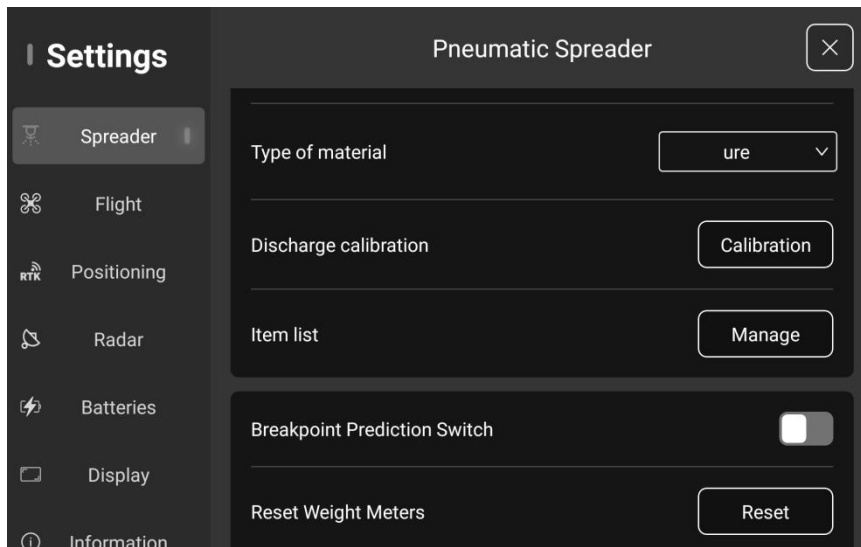 Settings
Pneumatic Spreader
Spreader
Flight
RTK Positioning
Radar
Batteries
Display
Information
Type of material ure
Discharge calibration Calibration
Item list Manage
Breakpoint Prediction Switch
Reset Weight Meters Reset